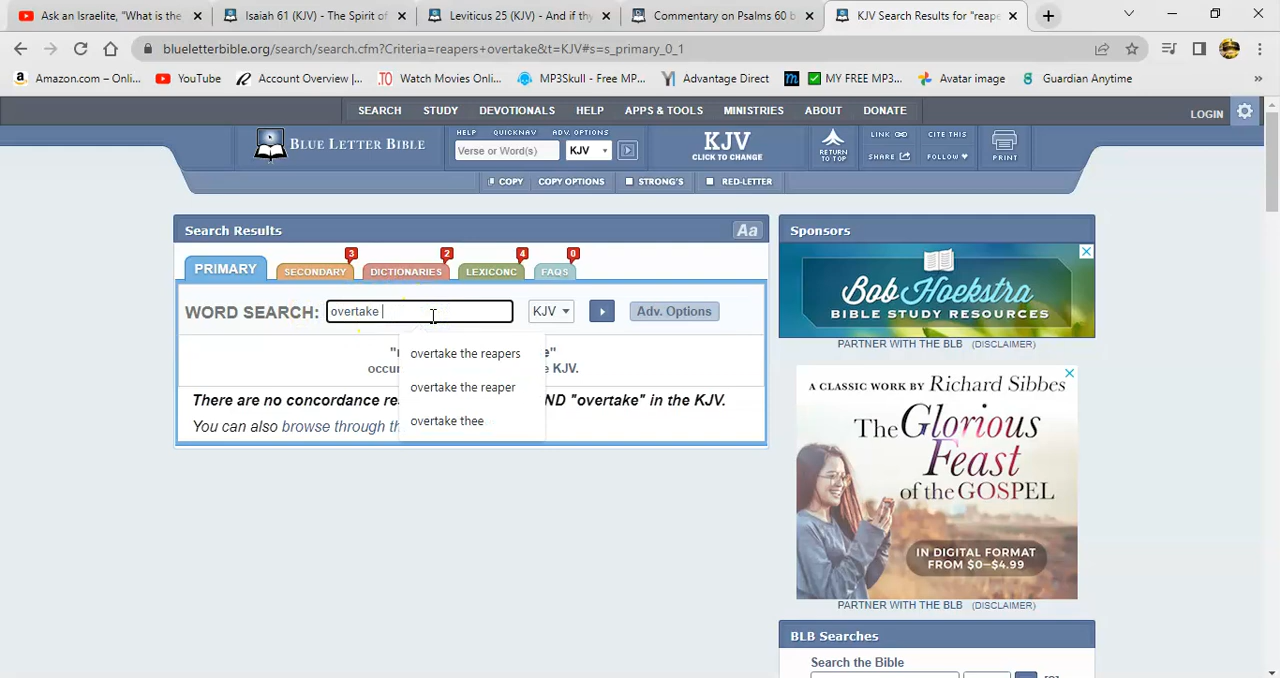 Ask an Israelite, "What is the
Isaiah 61 (KJV) - The Spirit of
Leviticus 25 (KJV) - And if thy
Commentary on Psalms 60 b
KJV Search Results for "reape
blueletterbible.org/search/search.cfm?Criteria=reapers+overtake&t=KJV#s=s_primary_0_1
Amazon.com – Onli...
YouTube
Account Overview |...
.TO Watch Movies Onl...
MP3Skull - Free MP...
Advantage Direct
m MY FREE MP3...
Avatar image
Guardian Anytime
SEARCH STUDY DEVOTIONALS HELP APPS & TOOLS MINISTRIES ABOUT DONATE
LOGIN
BLUE LETTER BIBLE
HELP QUICKNAV ADV. OPTIONS
Verse or Word(s) KJV
KJV
CLICK TO CHANGE
RETURN TO TOP
LINK
CITE THIS
SHARE
FOLLOW
PRINT
COPY COPY OPTIONS STRONG'S RED-LETTER
Search Results
Aa
PRIMARY
SECONDARY 3
DICTIONARIES 2
LEXICONC 4
FAQS 0
WORD SEARCH: overtake KJV Adv. Options
overtake the reapers
overtake the reaper
overtake thee
occu
e KJV.
There are no concordance re
ND "overtake" in the KJV.
You can also browse through th
Sponsors
Bob Hoekstra
BIBLE STUDY RESOURCES
PARTNER WITH THE BLB (DISCLAIMER)
A CLASSIC WORK BY Richard Sibbes
The Glorious
Feast
of the GOSPEL
IN DIGITAL FORMAT
FROM $0–$4.99
PARTNER WITH THE BLB (DISCLAIMER)
BLB Searches
Search the Bible